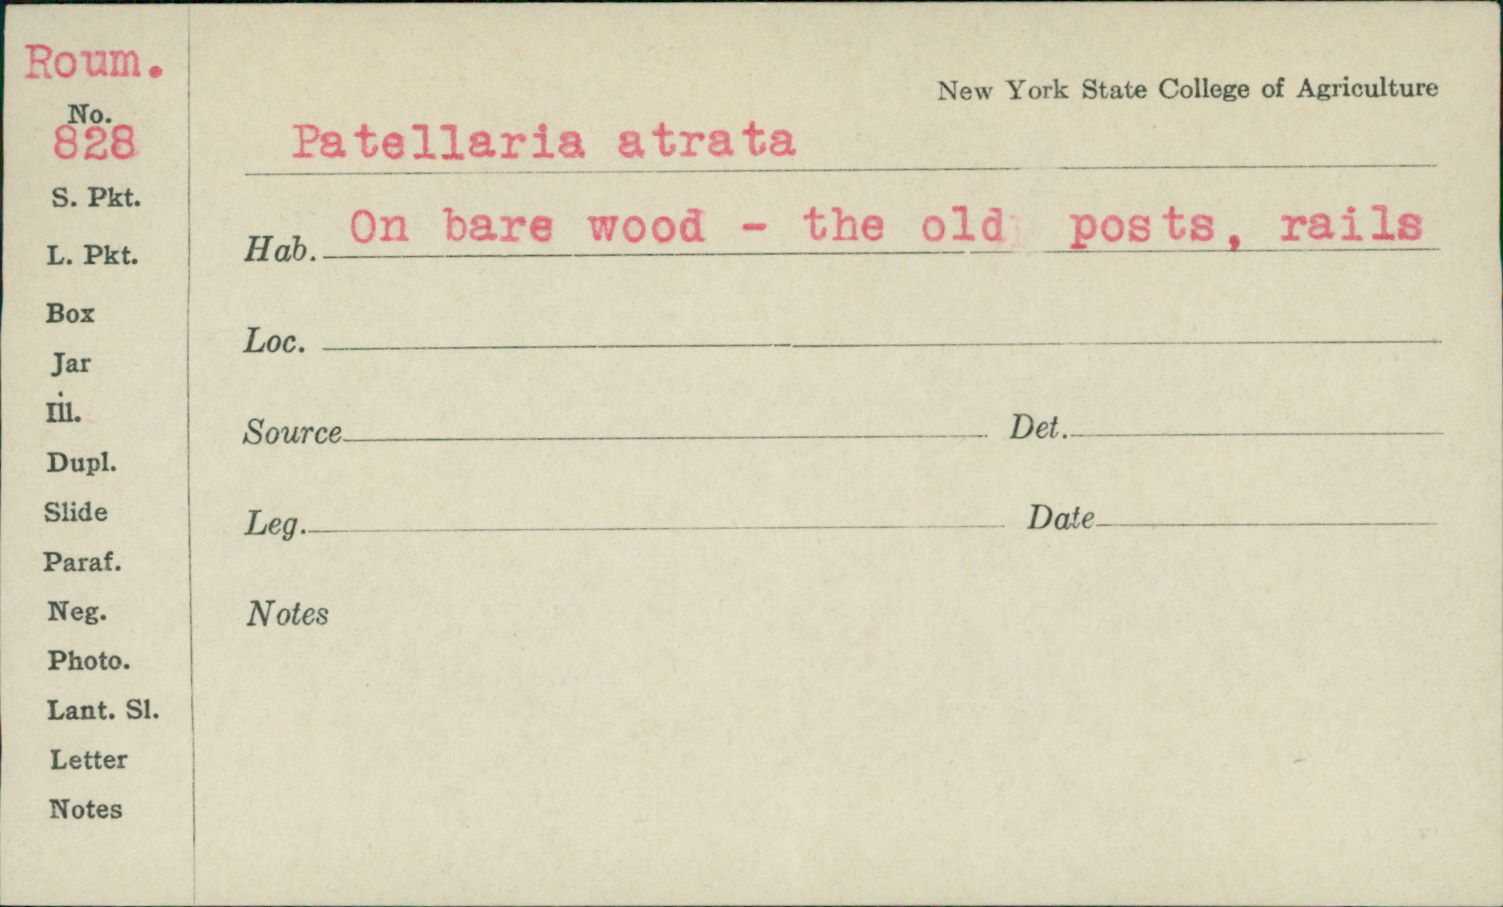 Roum.
No.
828
S. Pkt.
L. Pkt.
Box
Jar
Ill.
Dupl.
Slide
Paraf.
Neg.
Photo.
Lant. Sl.
Letter
Notes
New York State College of Agriculture
Patellaria atrata
Hab. On bare wood - the old posts, rails
Loc.
Source Det.
Leg. Date
Notes